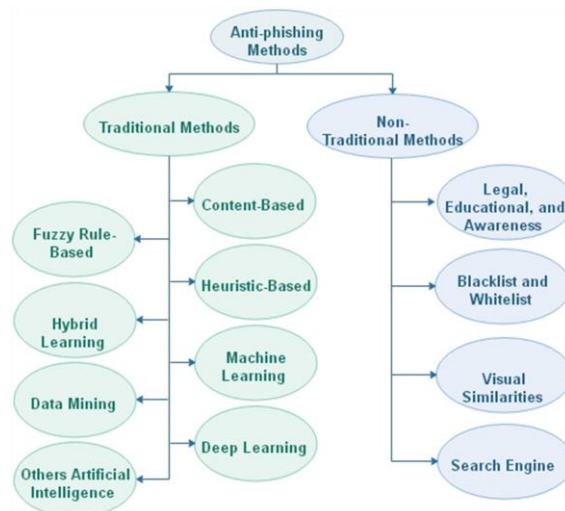 Anti-phishing
Methods
Traditional Methods
Non-
Traditional Methods
Content-Based
Legal,
Educational, and
Awareness
Fuzzy Rule-
Based
Heuristic-Based
Blacklist and
Whitelist
Hybrid
Learning
Machine
Learning
Visual
Similarities
Data Mining
Deep Learning
Search Engine
Others Artificial
Intelligence